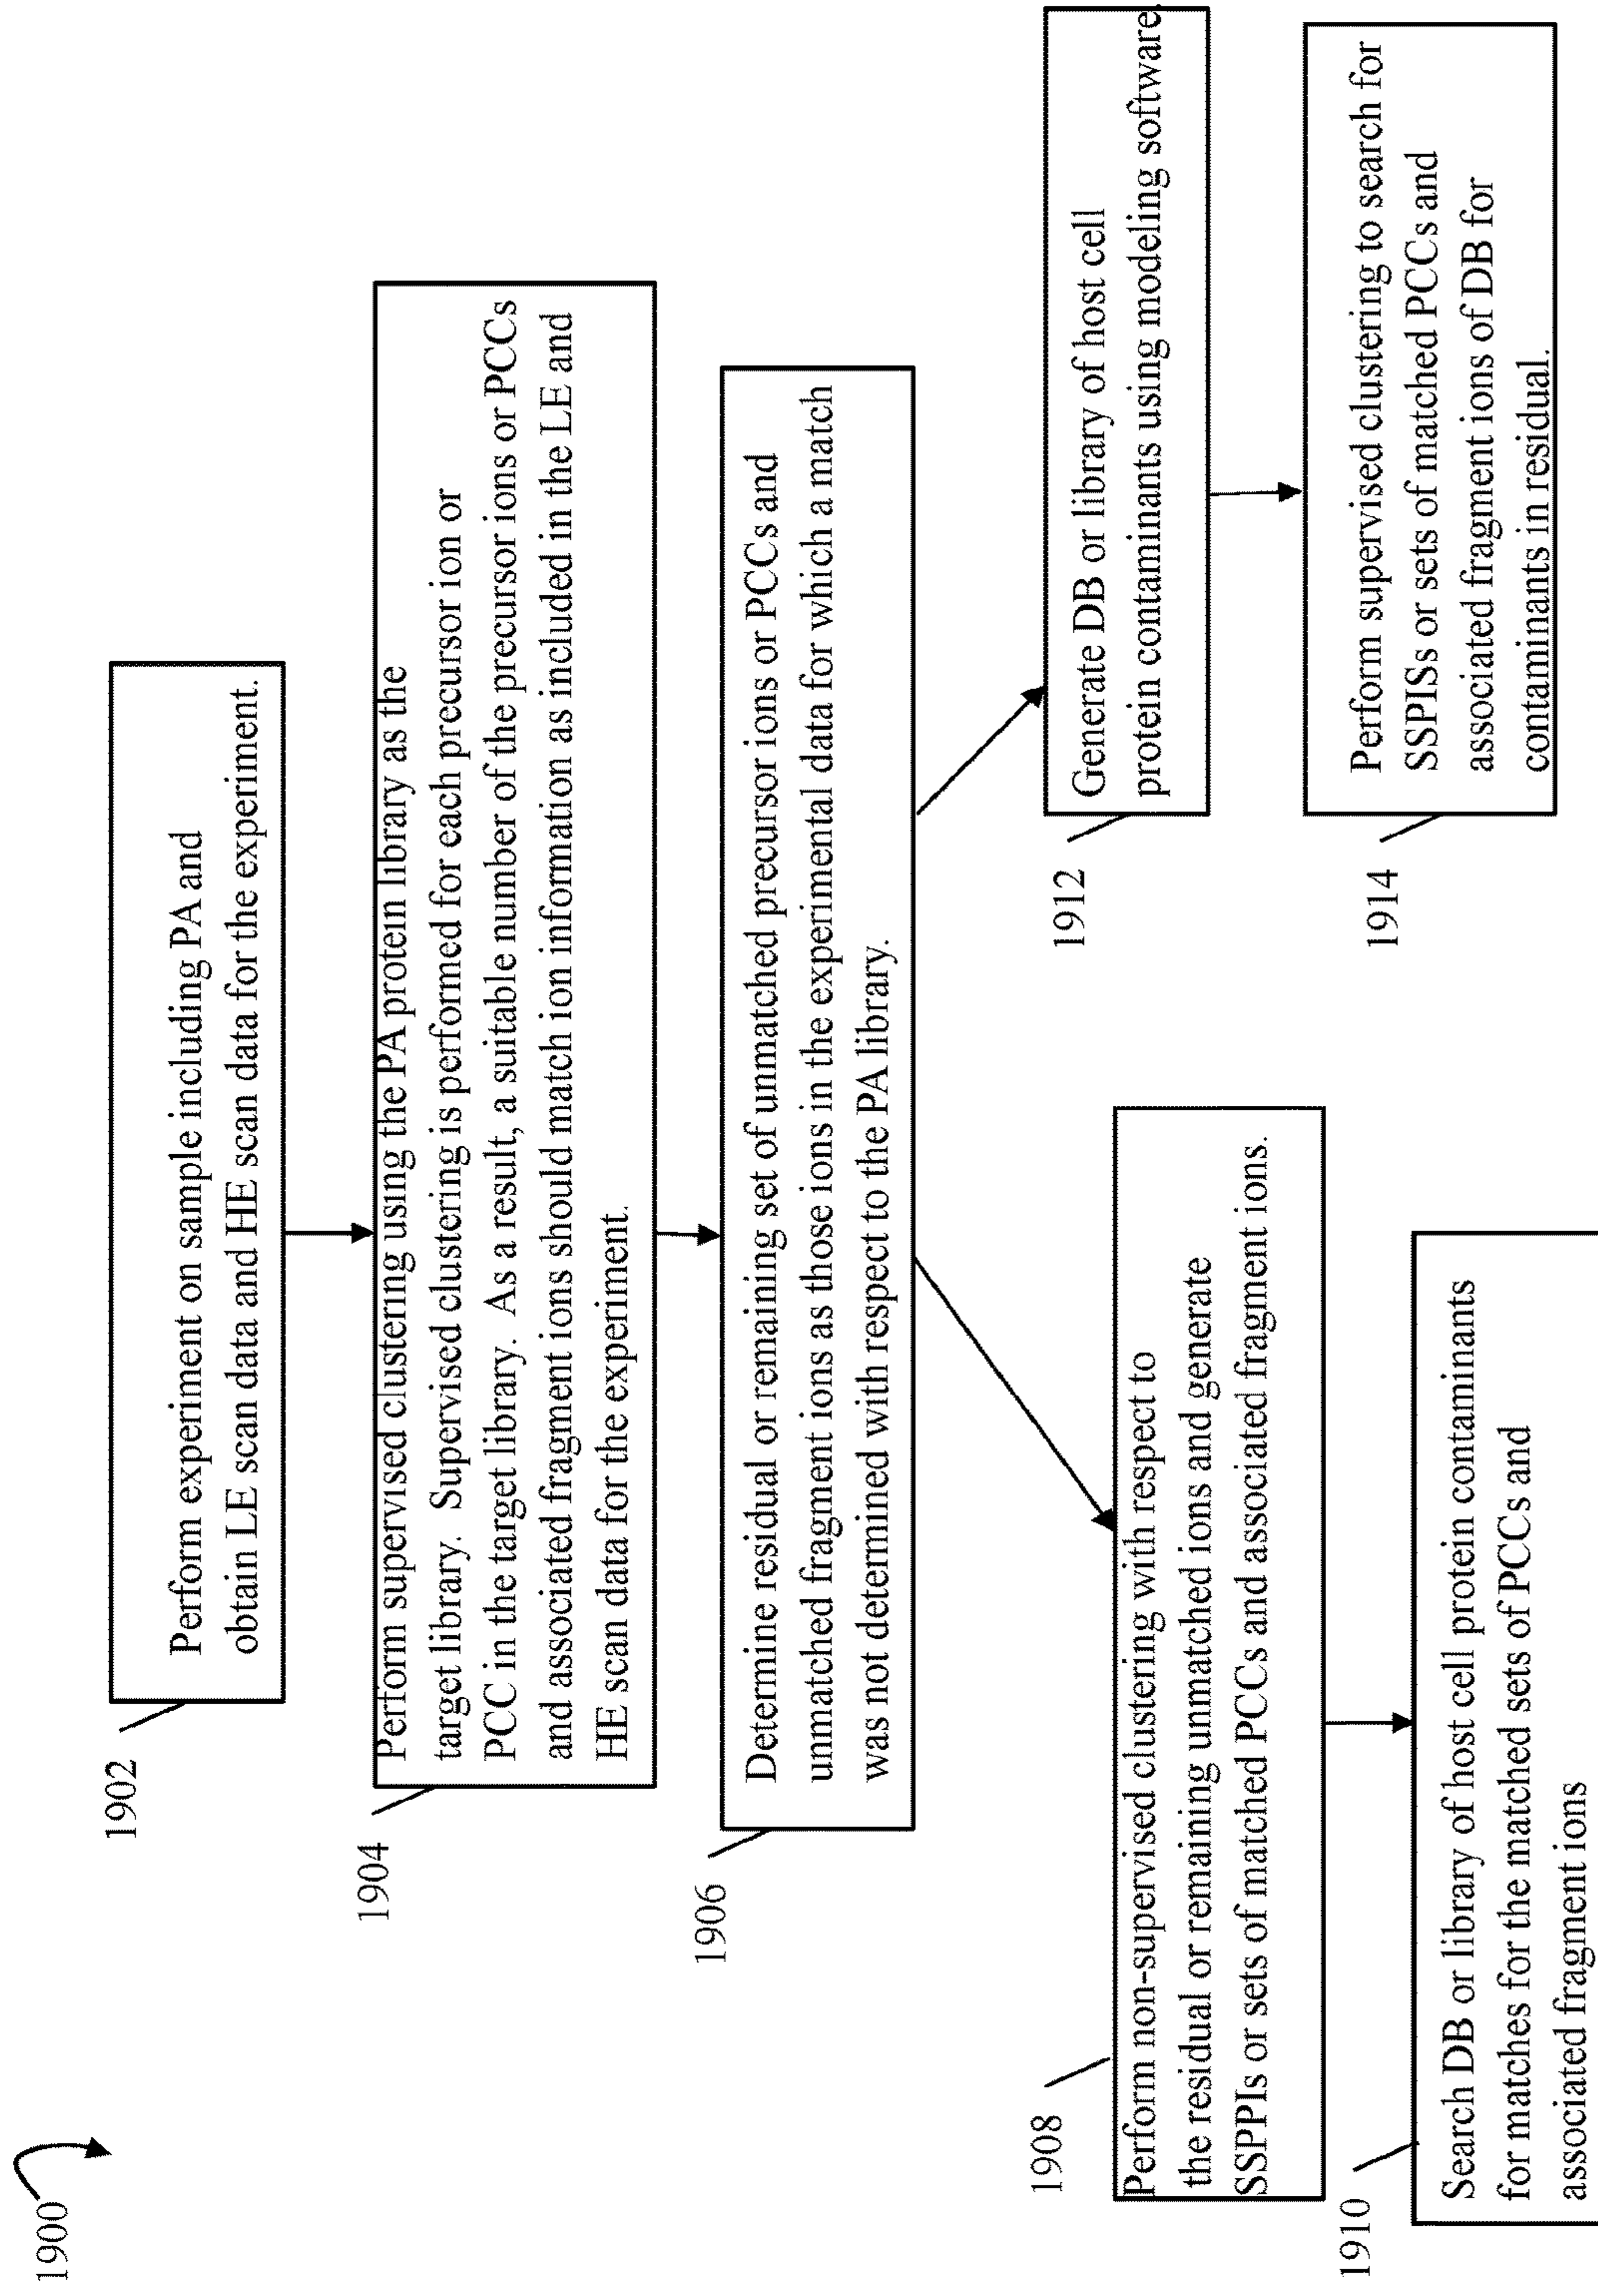 1900
1902
Perform experiment on sample including PA and
obtain LE scan data and HE scan data for the experiment.
1904
Perform supervised clustering using the PA protein library as the
target library. Supervised clustering is performed for each precursor ion or
PCC in the target library. As a result, a suitable number of the precursor ions or PCCs
and associated fragment ions should match ion information as included in the LE and
HE scan data for the experiment.
1906
Determine residual or remaining set of unmatched precursor ions or PCCs and
unmatched fragment ions as those ions in the experimental data for which a match
was not determined with respect to the PA library.
1908
Perform non-supervised clustering with respect to
the residual or remaining unmatched ions and generate
SSPPIs or sets of matched PCCs and associated fragment ions.
1910
Search DB or library of host cell protein contaminants
for matches for the matched sets of PCCs and
associated fragment ions
1912
Generate DB or library of host cell
protein contaminants using modeling software.
1914
Perform supervised clustering to search for
SSPISs or sets of matched PCCs and
associated fragment ions of DB for
contaminants in residual.